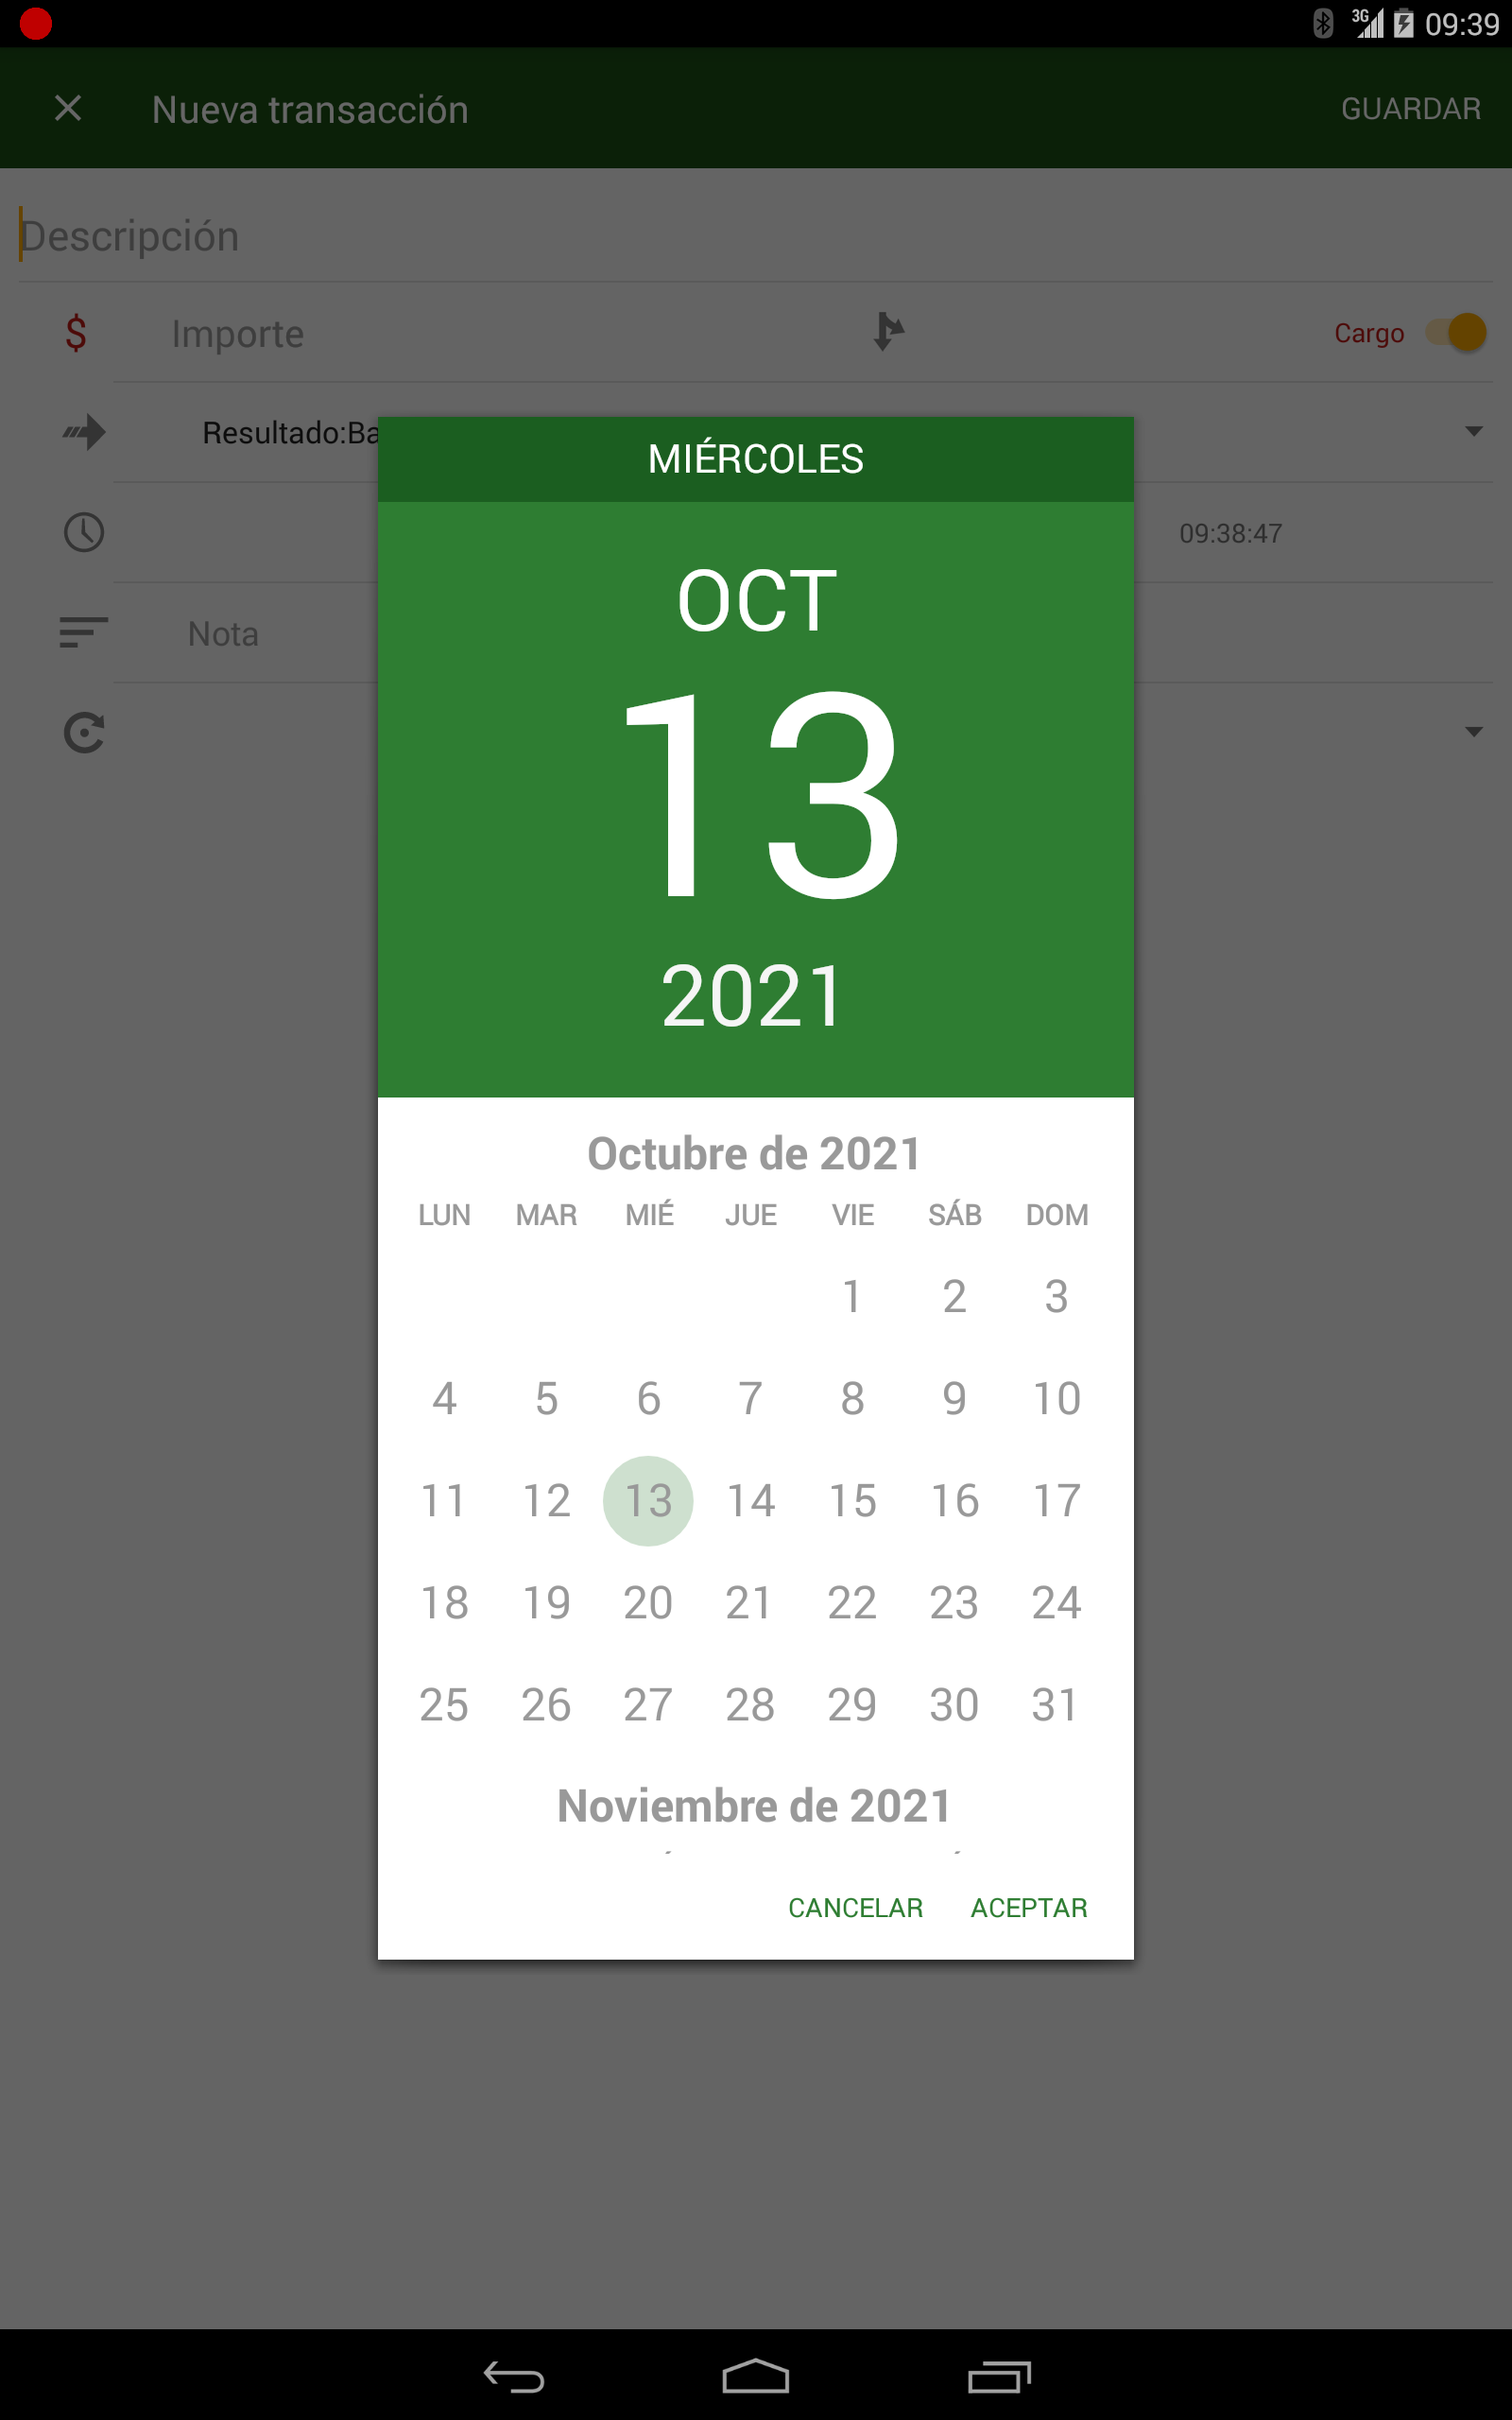 3G 09:39
Nueva transacción GUARDAR
Descripción
$ Importe Cargo
Resultado:Ba
09:38:47
Nota
MIÉRCOLES
OCT
13
2021
Octubre de 2021
LUN MAR MIÉ JUE VIE SÁB DOM
1 2 3
4 5 6 7 8 9 10
11 12 13 14 15 16 17
18 19 20 21 22 23 24
25 26 27 28 29 30 31
Noviembre de 2021
CANCELAR ACEPTAR